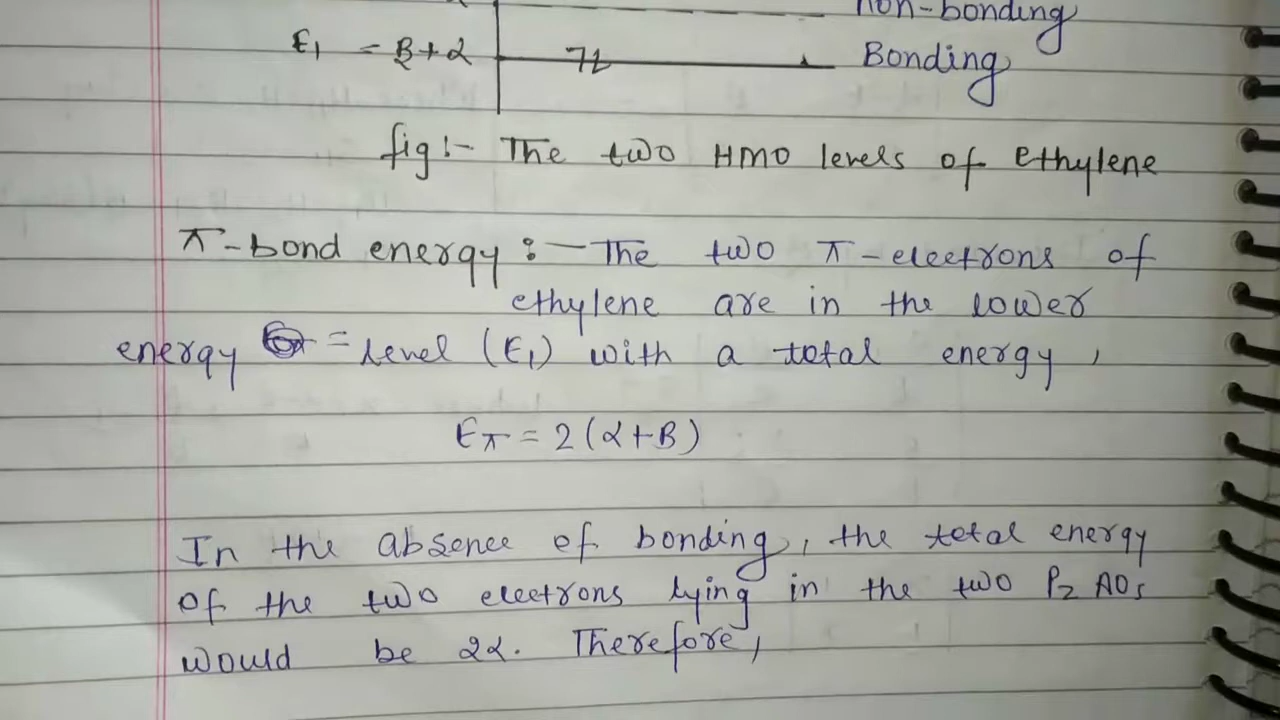 non-bonding
E₁ = β+α Bonding
fig:- The two HMO levels of Ethylene
π-bond energy :- The two π-electrons of
ethylene are in the lower
energy = level (E₁) with a total energy,
Eπ = 2(α+β)
In the absence of bonding, the total energy
of the two electrons lying in the two Pz AOs
would be 2α. Therefore,